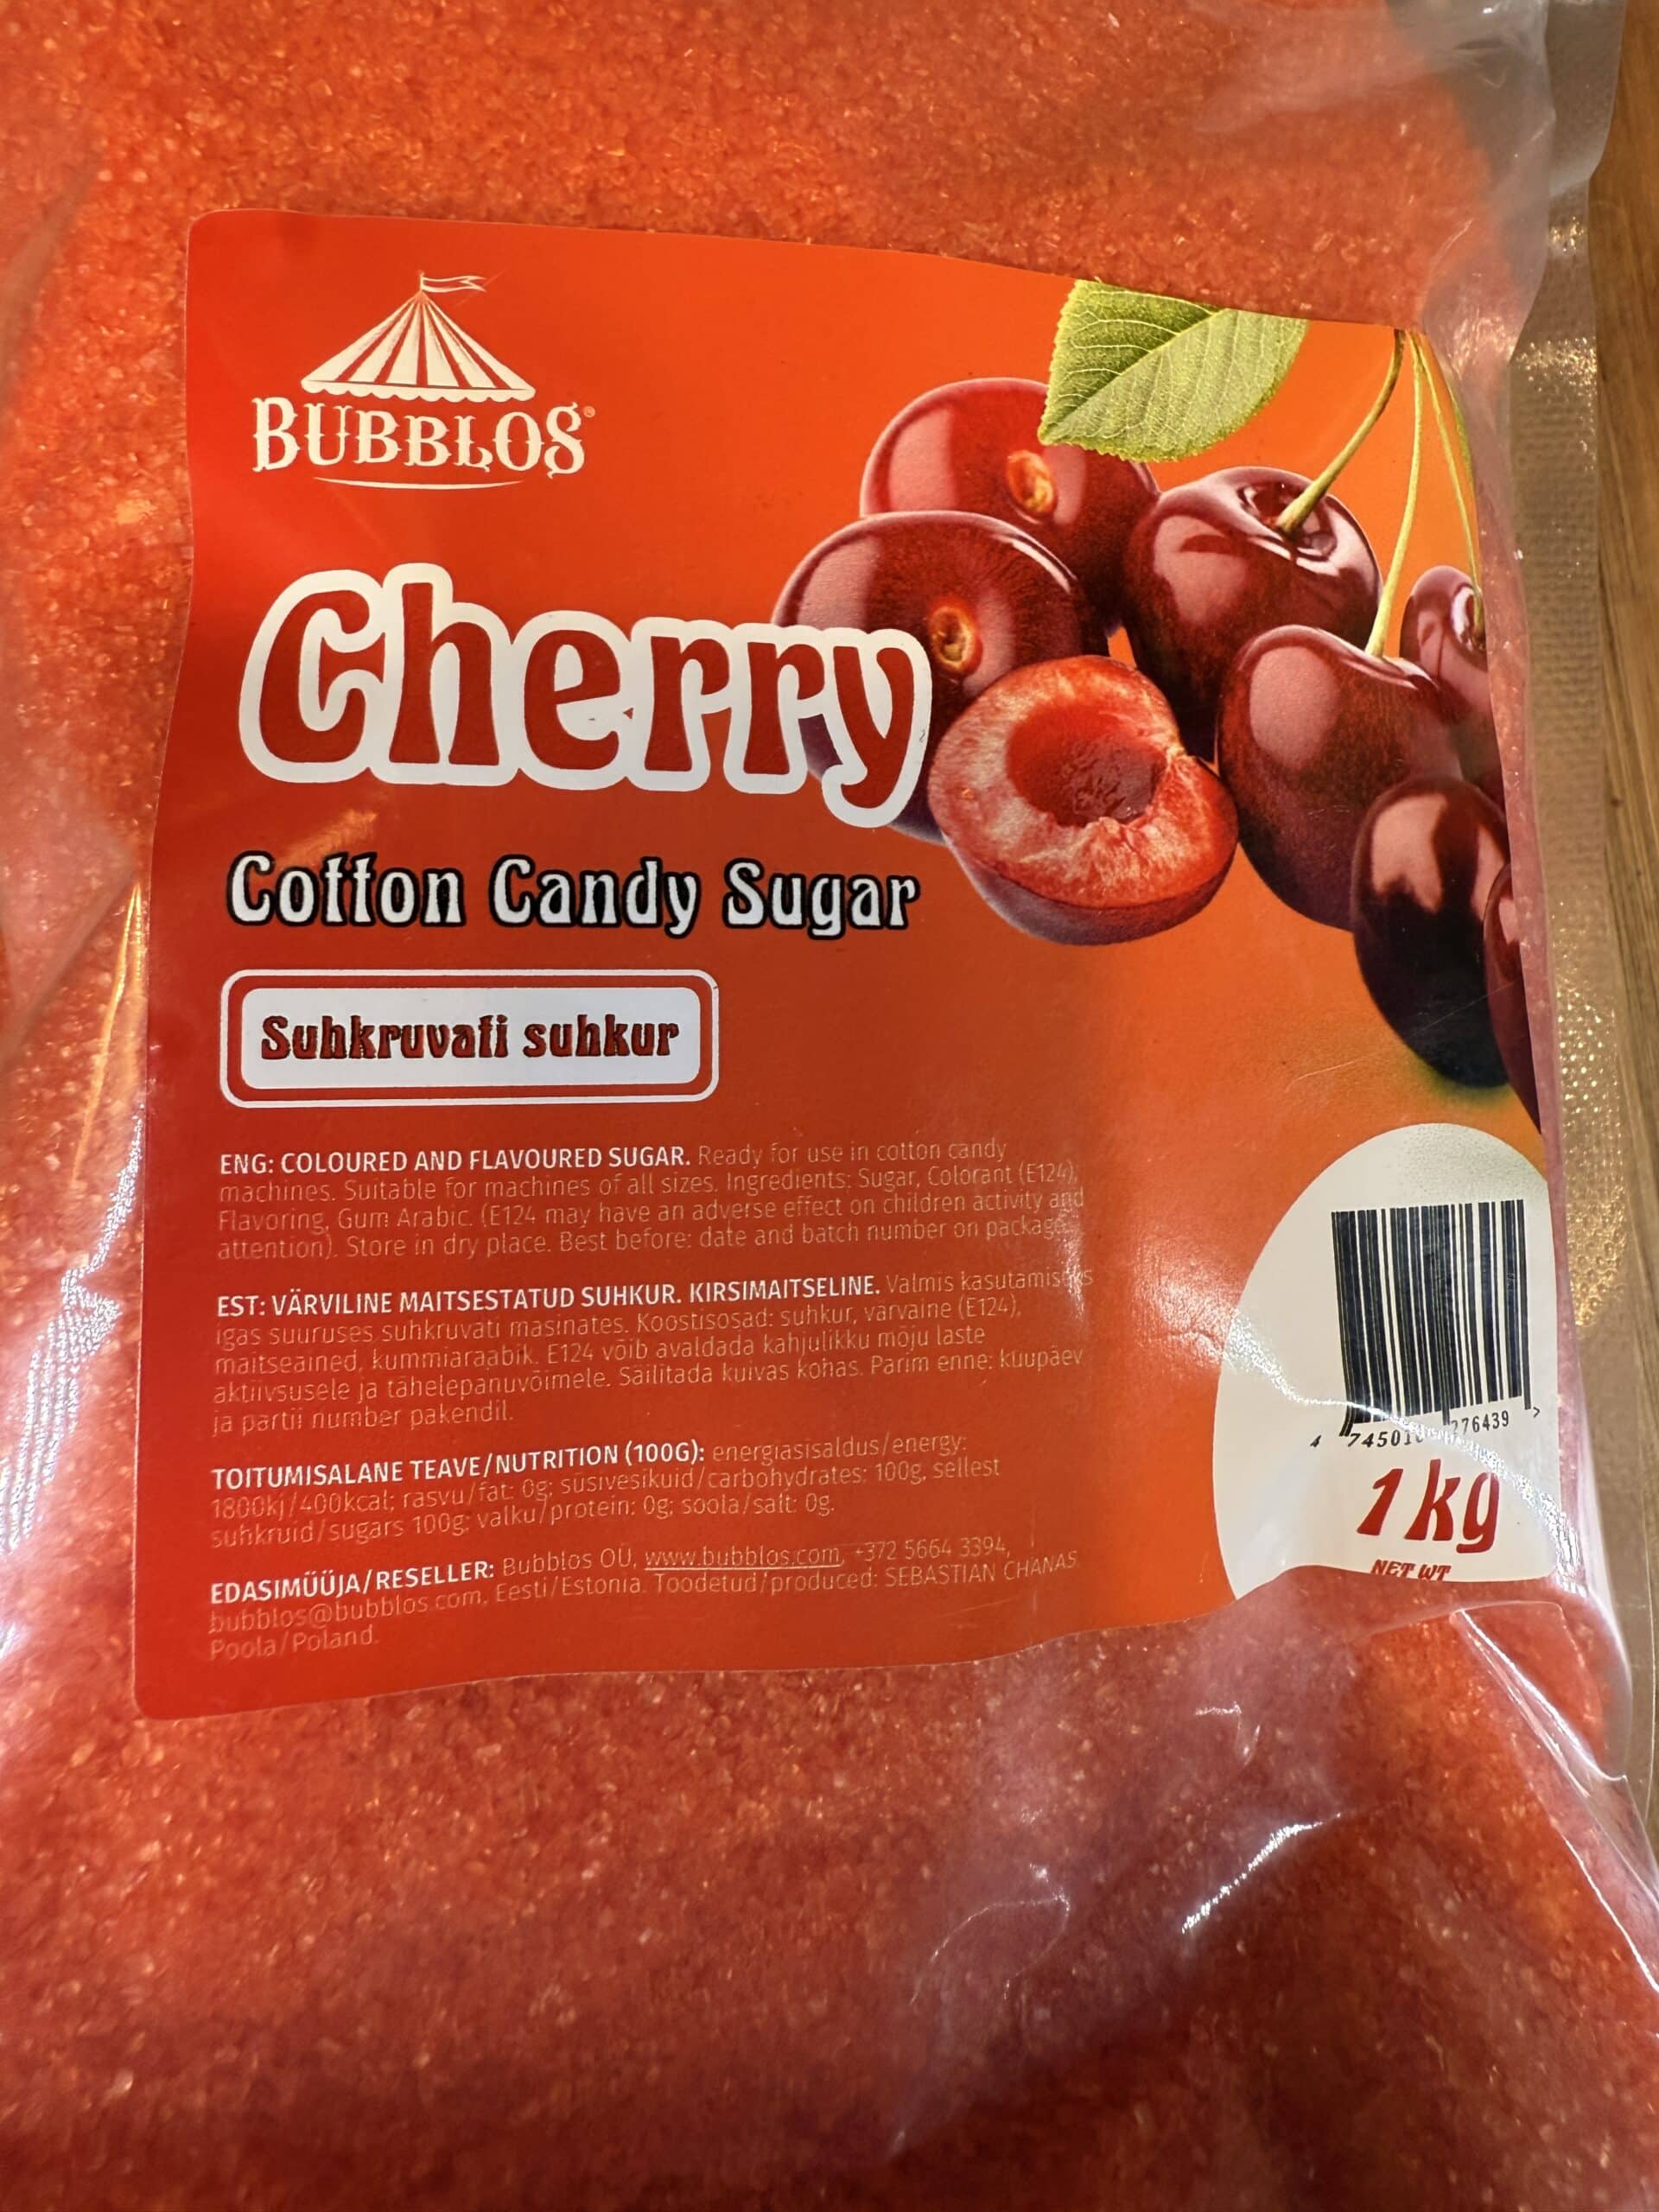 BUBBLOS®
Cherry
Cotton Candy Sugar
Suhkruvati suhkur
ENG: COLOURED AND FLAVOURED SUGAR. Ready for use in cotton candy
machines. Suitable for machines of all sizes. Ingredients: Sugar, Colorant (E124),
Flavoring, Gum Arabic. (E124 may have an adverse effect on children activity and
attention). Store in dry place. Best before: date and batch number on package.
EST: VÄRVILINE MAITSESTATUD SUHKUR. KIRSIMAITSELINE. Valmis kasutamiseks
igas suuruses suhkruvati masinates. Koostisosad: suhkur, värvaine (E124),
maitseained, kummiaraabik. E124 võib avaldada kahjulikku mõju laste
aktiivsusele ja tähelepanuvõimele. Säilitada kuivas kohas. Parim enne: kuupäev
ja partii number pakendil.
TOITUMISALANE TEAVE/NUTRITION (100G): energiasisaldus/energy:
1800kj/400kcal; rasvu/fat: 0g; süsivesikuid/carbohydrates: 100g, sellest
suhkruid/sugars 100g; valku/protein: 0g; soola/salt: 0g.
EDASIMÜÜJA/RESELLER: Bubblos OÜ, www.bubblos.com, +372 5664 3394,
bubblos@bubblos.com, Eesti/Estonia. Toodetud/produced: SEBASTIAN CHANAS
Poola/Poland.
4 >
1 kg
NET WT